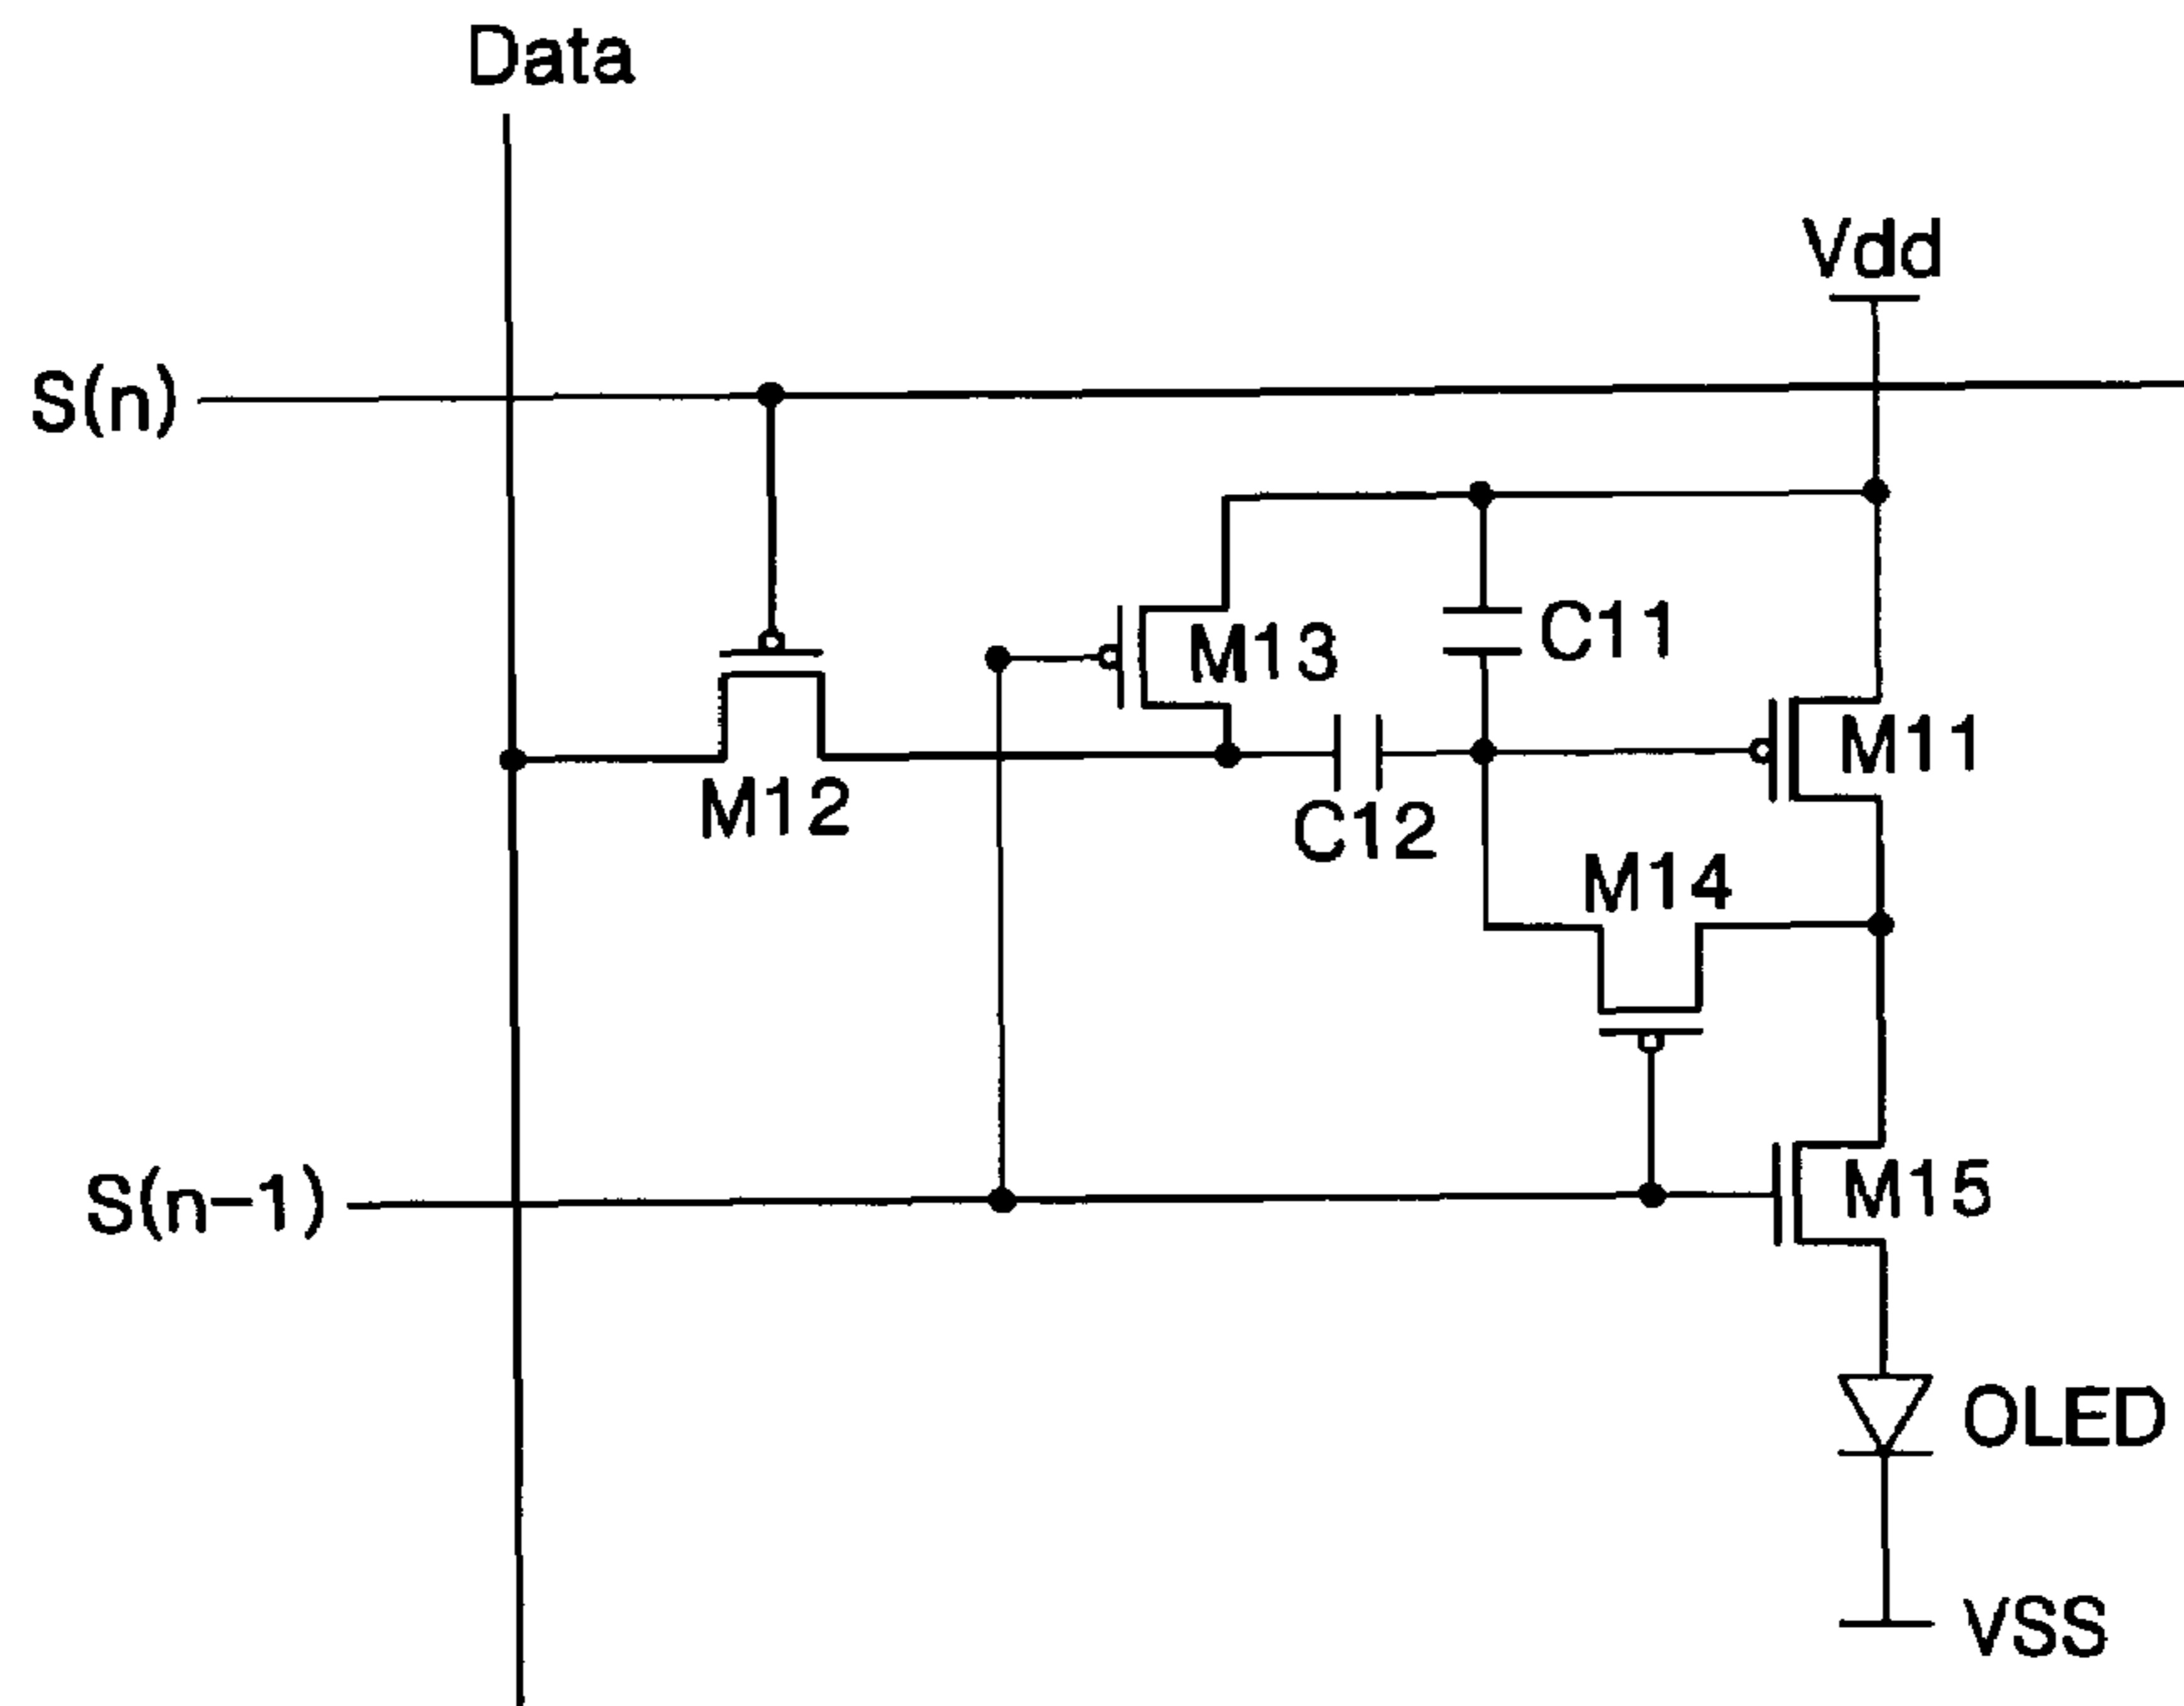 Data
Vdd
S(n)
M13
C11
M11
M12
C12
M14
S(n-1)
M15
OLED
VSS